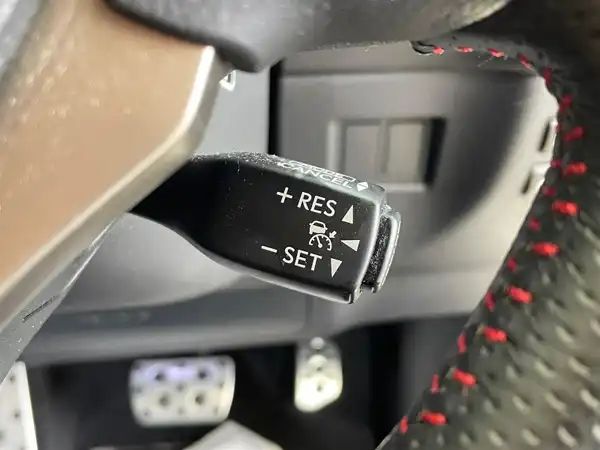 CANCEL
+ RES
– SET